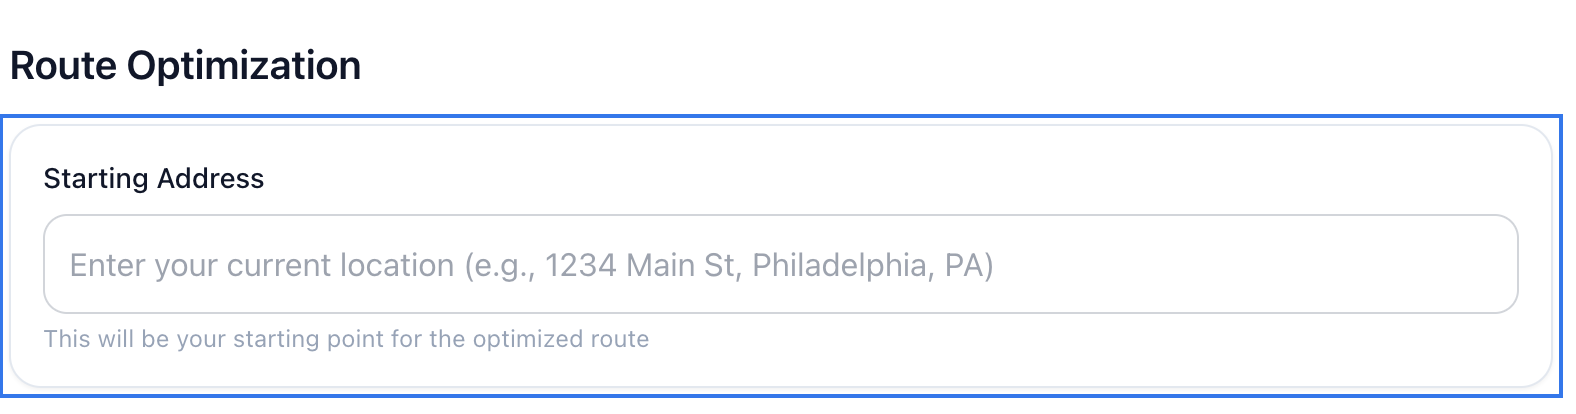 Route Optimization
Starting Address
Enter your current location (e.g., 1234 Main St, Philadelphia, PA)
This will be your starting point for the optimized route